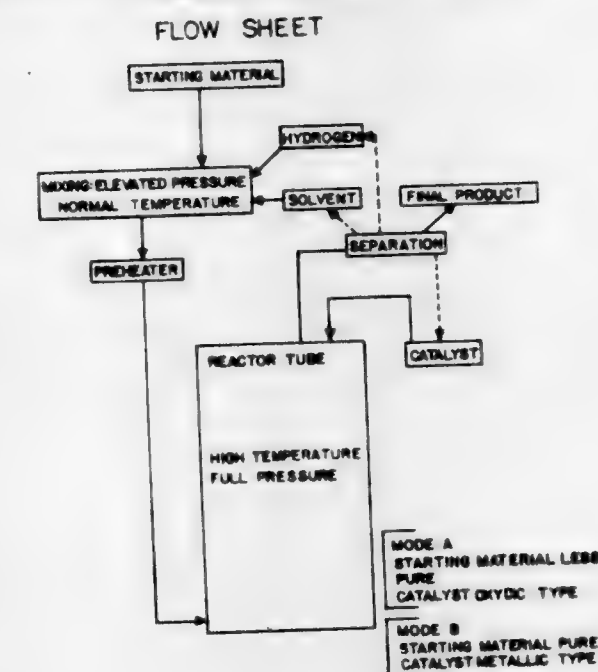 FLOW SHEET
STARTING MATERIAL
HYDROGEN
MIXING: ELEVATED PRESSURE
NORMAL TEMPERATURE
SOLVENT
FINAL PRODUCT
SEPARATION
PREHEATER
REACTOR TUBE
CATALYST
HIGH TEMPERATURE
FULL PRESSURE
MODE A
STARTING MATERIAL LESS
PURE
CATALYST OXYDIC TYPE
MODE B
STARTING MATERIAL PURE
CATALYST METALLIC TYPE